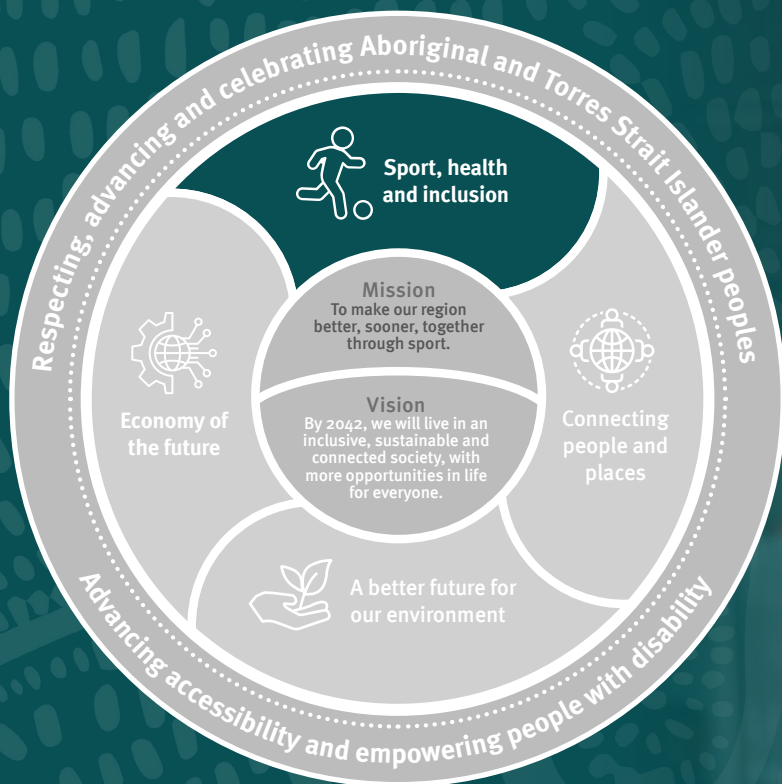 Respecting, advancing and celebrating Aboriginal and Torres Strait Islander peoples
Sport, health
and inclusion
Mission
To make our region
better, sooner, together
through sport.
Vision
By 2042, we will live in an
inclusive, sustainable and
connected society, with
more opportunities in life
for everyone.
Economy of
the future
Connecting
people and
places
A better future for
our environment
Advancing accessibility and empowering people with disability